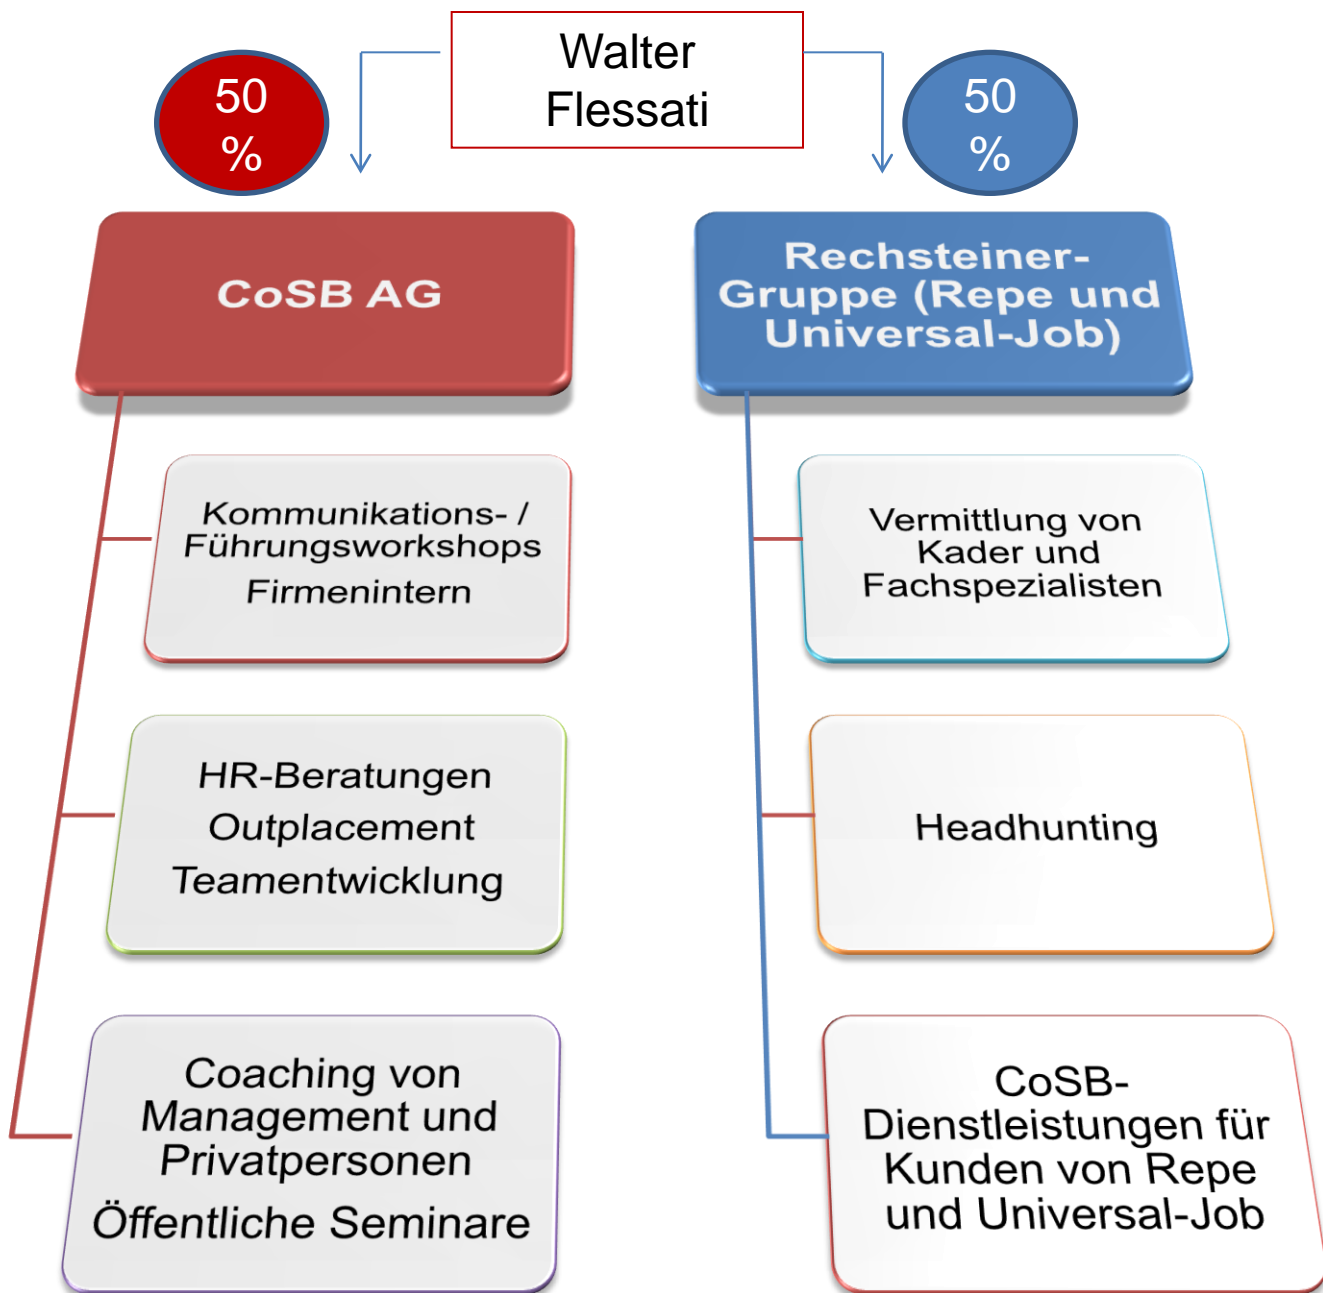 Walter
Flessati
50
%
50
%
CoSB AG
Kommunikations- /
Führungsworkshops
Firmenintern
HR-Beratungen
Outplacement
Teamentwicklung
Coaching von
Management und
Privatpersonen
Öffentliche Seminare
Rechsteiner-
Gruppe (Repe und
Universal-Job)
Vermittlung von
Kader und
Fachspezialisten
Headhunting
CoSB-
Dienstleistungen für
Kunden von Repe
und Universal-Job